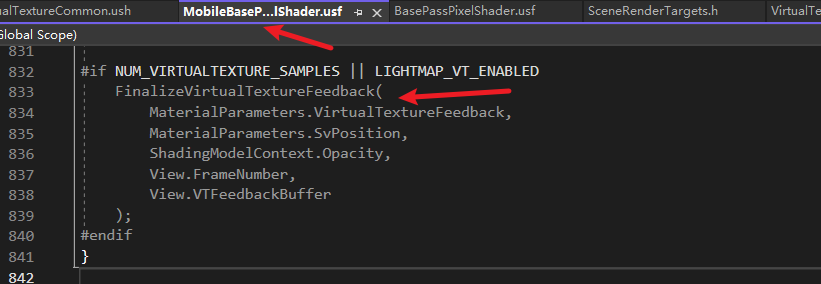 ualTextureCommon.ush MobileBaseP...lShader.usf BasePassPixelShader.usf SceneRenderTargets.h VirtualTe
Global Scope)
831
832 #if NUM_VIRTUALTEXTURE_SAMPLES || LIGHTMAP_VT_ENABLED
833 FinalizeVirtualTextureFeedback(
834 MaterialParameters.VirtualTextureFeedback,
835 MaterialParameters.SvPosition,
836 ShadingModelContext.Opacity,
837 View.FrameNumber,
838 View.VTFeedbackBuffer
839 );
840 #endif
841 }
842